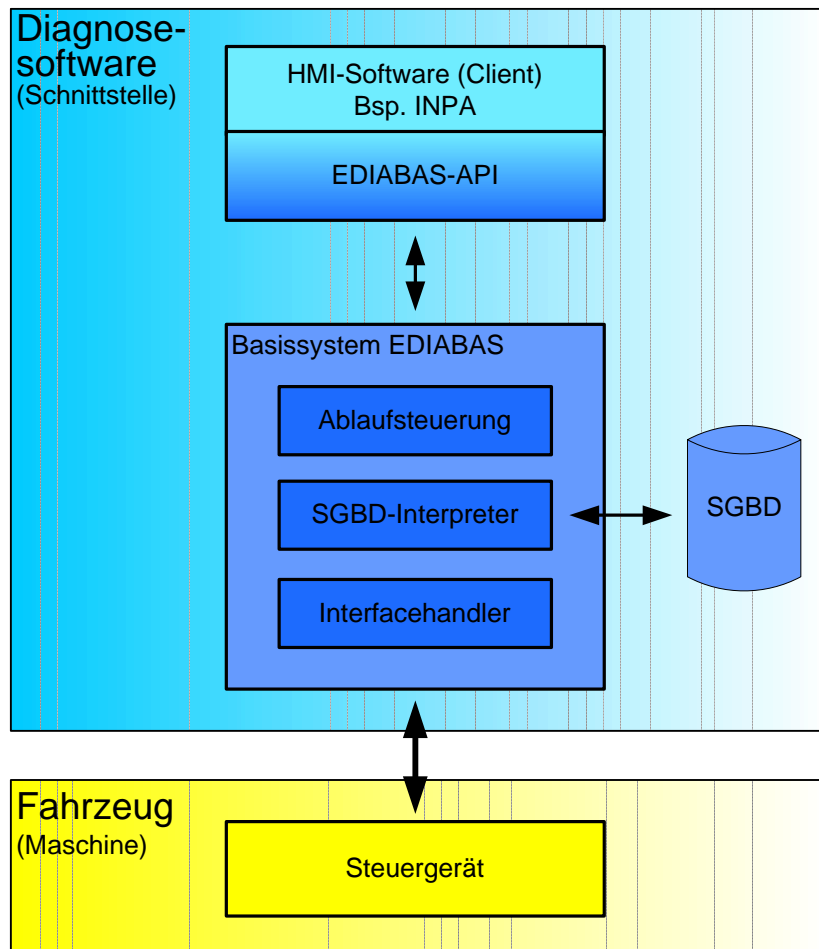 Diagnose-
software
(Schnittstelle)
HMI-Software (Client)
Bsp. INPA
EDIABAS-API
Basissystem EDIABAS
Ablaufsteuerung
SGBD-Interpreter
SGBD
Interfacehandler
Fahrzeug
(Maschine)
Steuergerät